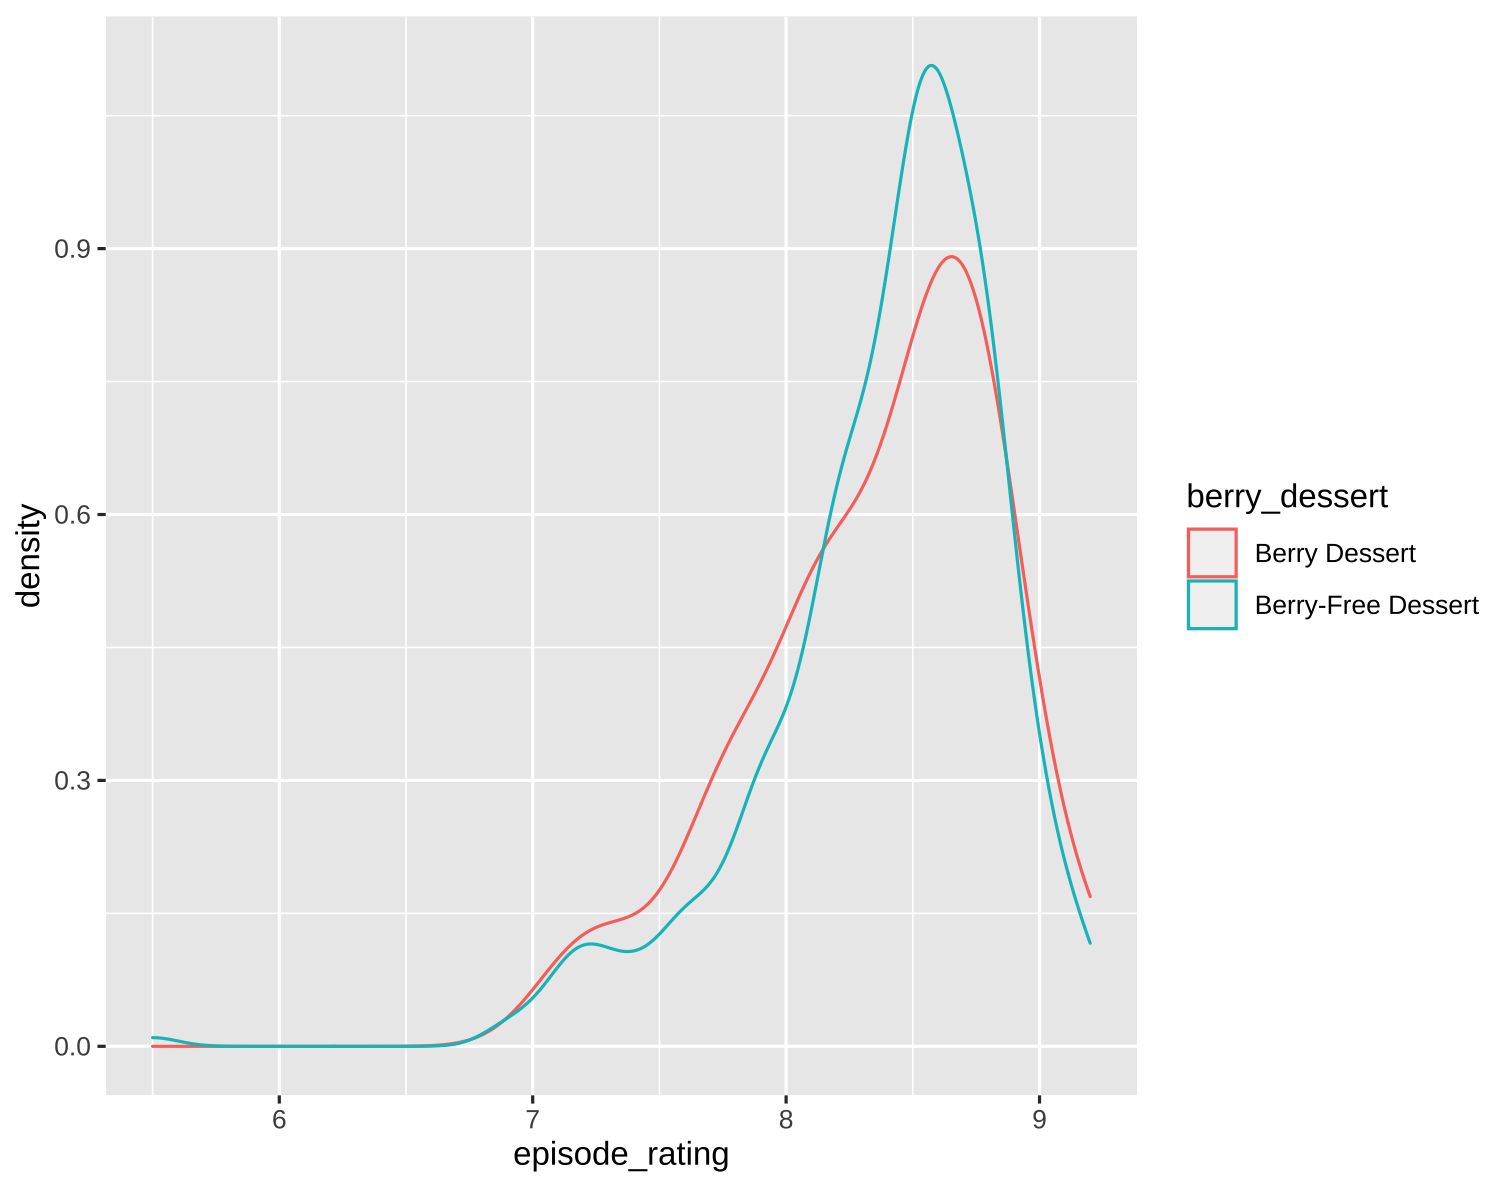 0.9
0.6
0.3
0.0
density
6 7 8 9
episode_rating
berry_dessert
Berry Dessert
Berry-Free Dessert